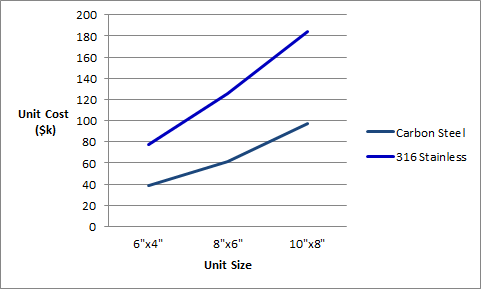 200
180
160
140
120
100
80
60
40
20
0
Unit Cost
($k)
6"x4"
8"x6"
10"x8"
Unit Size
Carbon Steel
316 Stainless